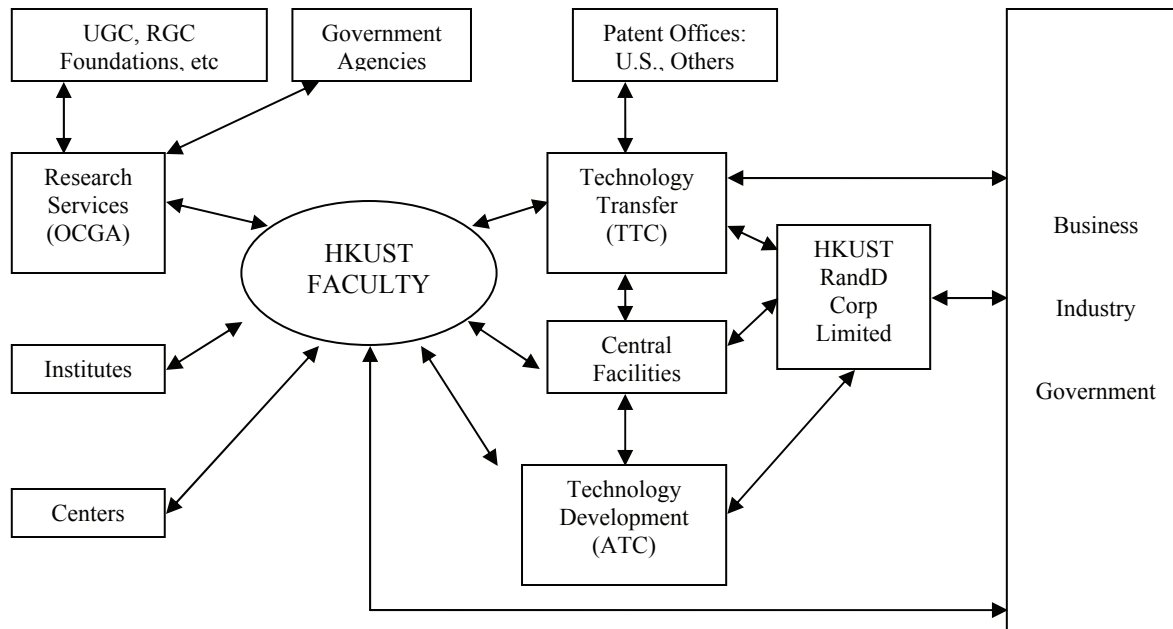 UGC, RGC
Foundations, etc
Government
Agencies
Patent Offices:
U.S., Others
Research
Services
(OCGA)
HKUST
FACULTY
Technology
Transfer
(TTC)
HKUST
RandD
Corp
Limited
Business
Industry
Government
Institutes
Central
Facilities
Centers
Technology
Development
(ATC)